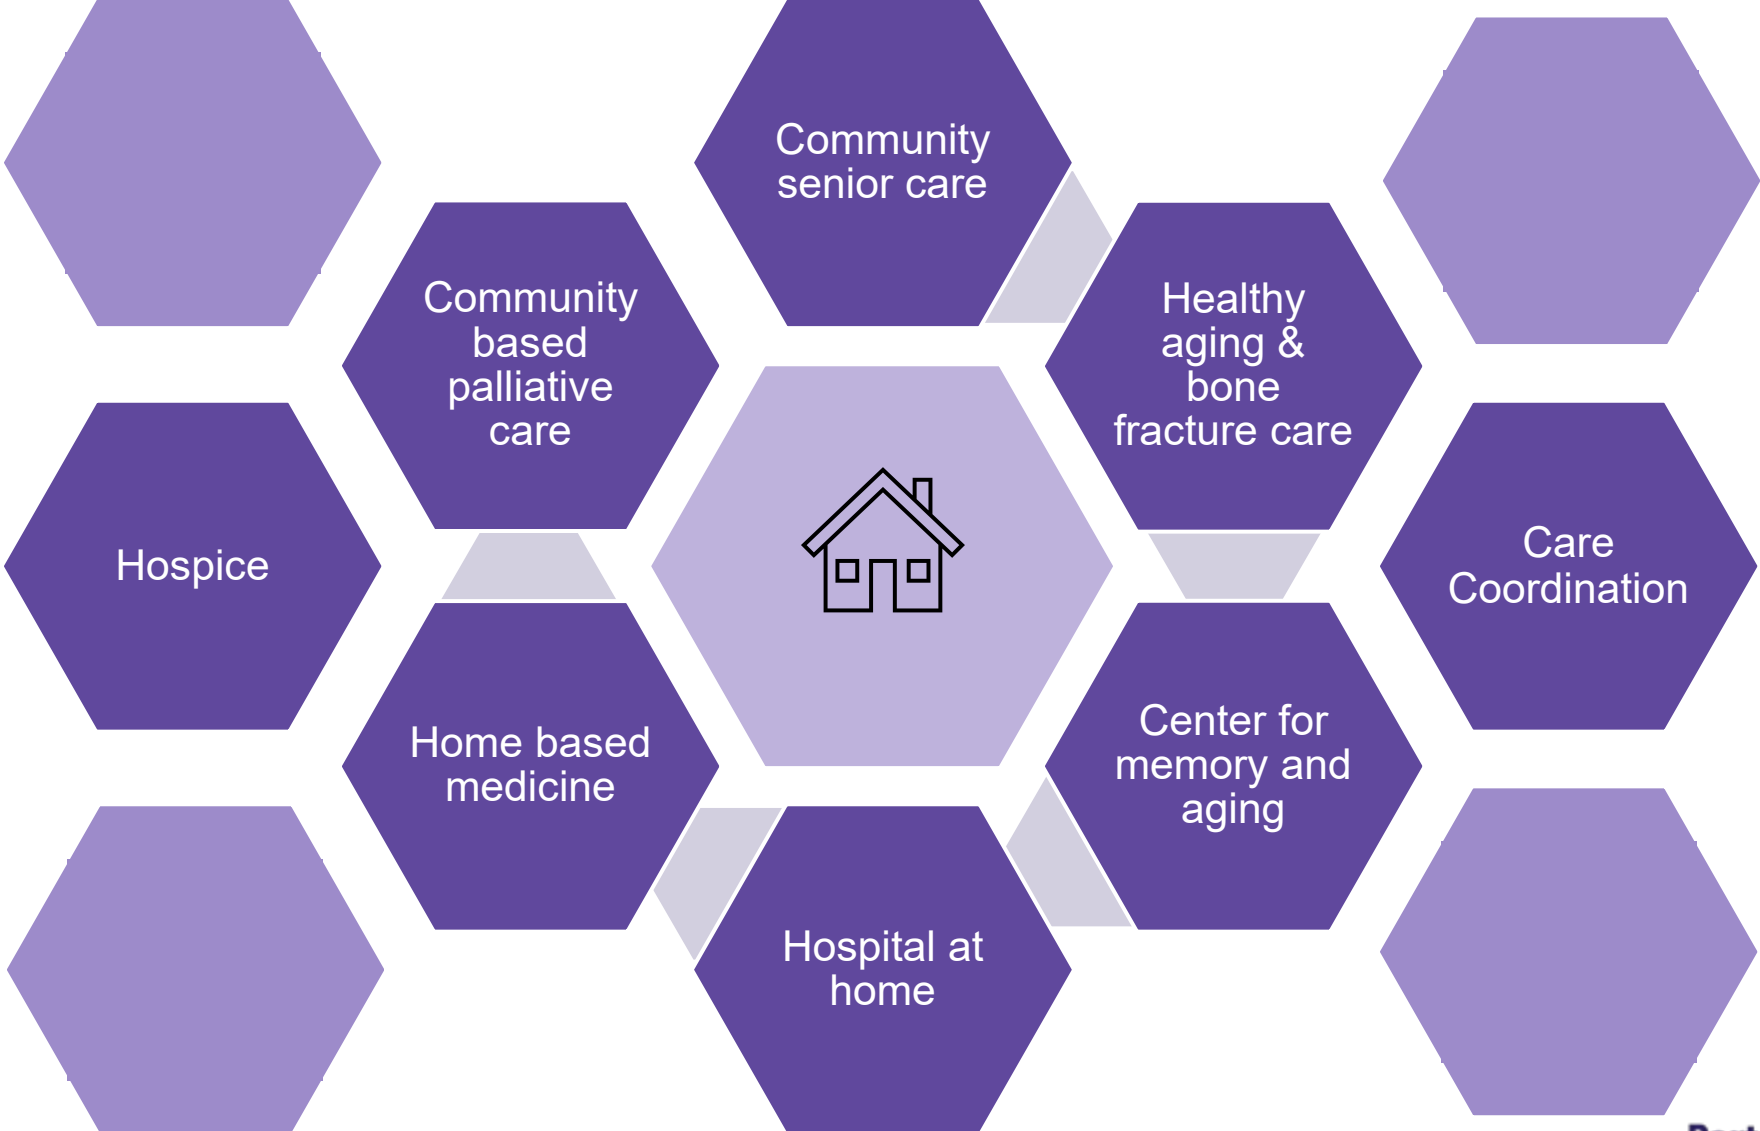 Community
senior care
Community
based
palliative
care
Healthy
aging &
bone
fracture care
Hospice
Care
Coordination
Home based
medicine
Center for
memory and
aging
Hospital at
home